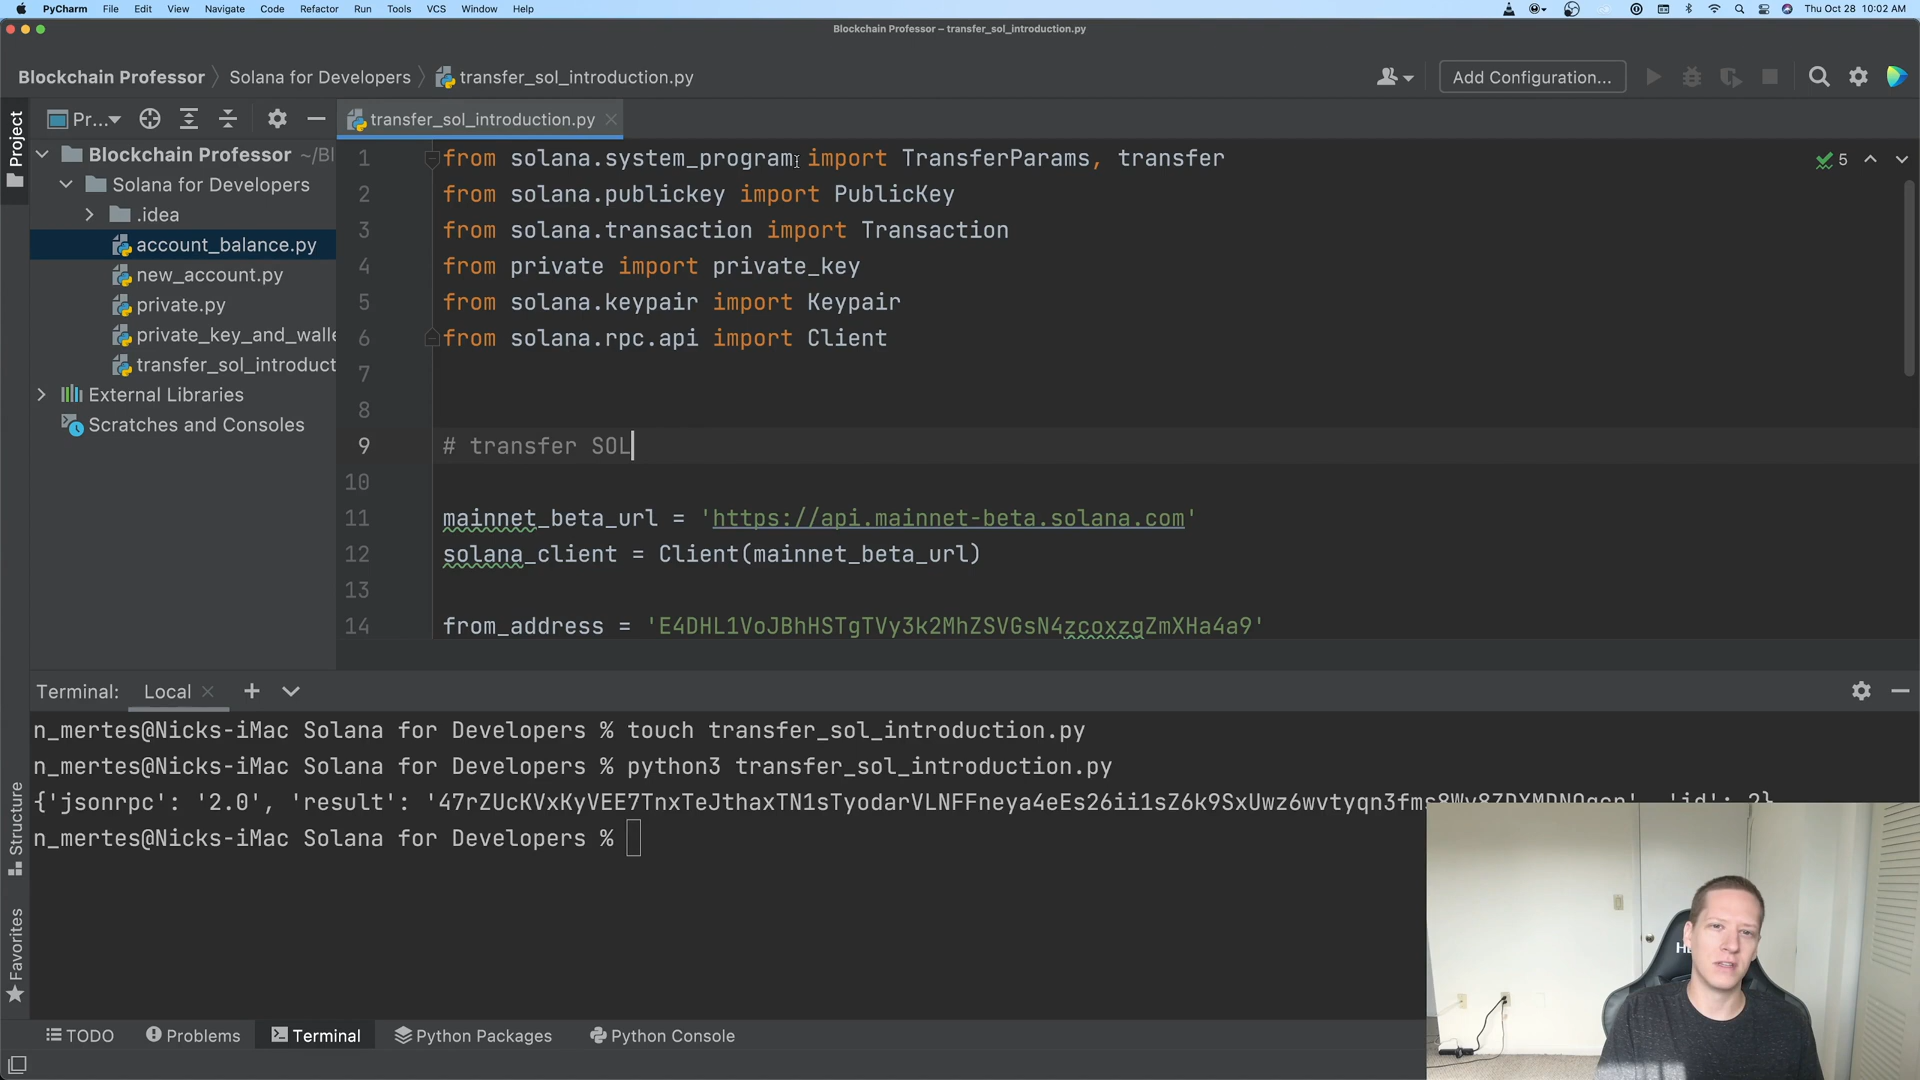 PyCharm File Edit View Navigate Code Refactor Run Tools VCS Window Help Thu Oct 28 10:02 AM
Blockchain Professor – transfer_sol_introduction.py
Blockchain Professor Solana for Developers transfer_sol_introduction.py Add Configuration...
Project Pr... transfer_sol_introduction.py
Blockchain Professor ~/Bl
Solana for Developers
.idea
account_balance.py
new_account.py
private.py
private_key_and_walle
transfer_sol_introduct
External Libraries
Scratches and Consoles
1 from solana.system_program import TransferParams, transfer 5
2 from solana.publickey import PublicKey
3 from solana.transaction import Transaction
4 from private import private_key
5 from solana.keypair import Keypair
6 from solana.rpc.api import Client
7
8
9 # transfer SOL
10
11 mainnet_beta_url = 'https://api.mainnet-beta.solana.com'
12 solana_client = Client(mainnet_beta_url)
13
14 from_address = 'E4DHL1VoJBhHSTgTVy3k2MhZSVGsN4zcoxzgZmXHa4a9'
Terminal: Local
n_mertes@Nicks-iMac Solana for Developers % touch transfer_sol_introduction.py
n_mertes@Nicks-iMac Solana for Developers % python3 transfer_sol_introduction.py
{'jsonrpc': '2.0', 'result':
n_mertes@Nicks-iMac Solana for Developers %
Structure
Favorites
TODO Problems Terminal Python Packages Python Console